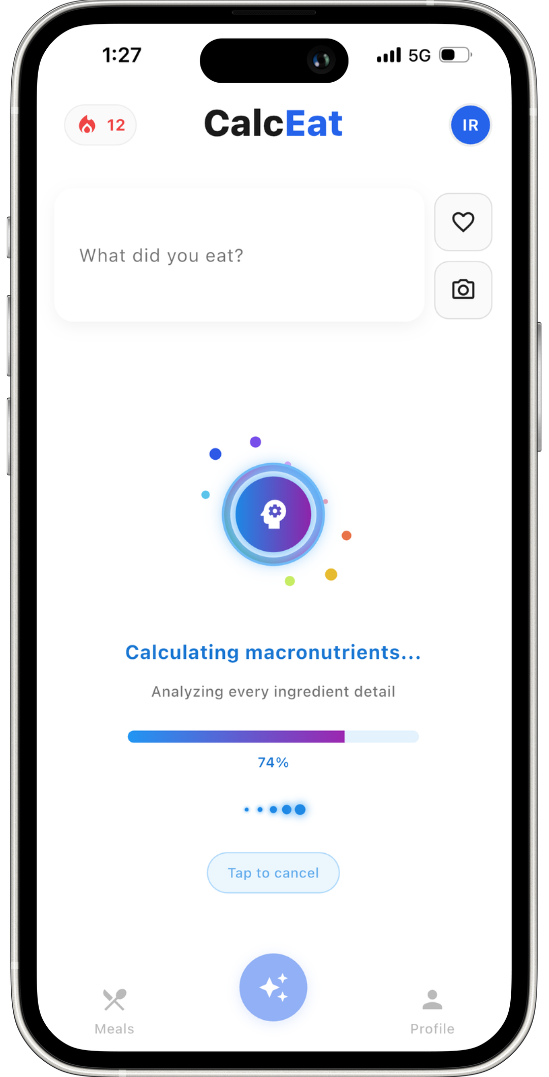 1:27
5G
12
CalcEat
IR
What did you eat?
Calculating macronutrients...
Analyzing every ingredient detail
74%
Tap to cancel
Meals
Profile